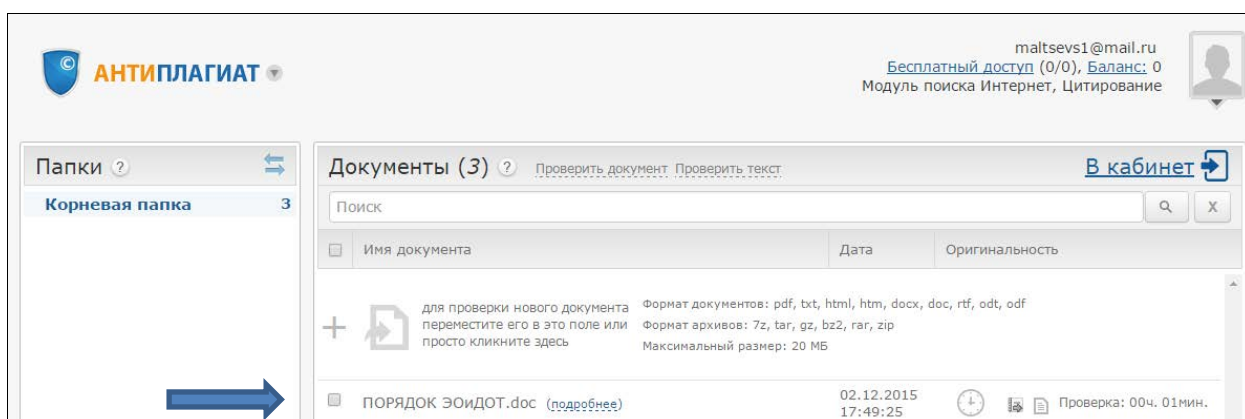 maltsevs1@mail.ru
© АНТИПЛАГИАТ
Бесплатный доступ (0/0), Баланс: 0
Модуль поиска Интернет, Цитирование
Папки ?
Документы (3) ? Проверить документ Проверить текст В кабинет
Корневая папка 3
Поиск X
Имя документа Дата Оригинальность
для проверки нового документа
переместите его в это поле или
просто кликните здесь
Формат документов: pdf, txt, html, htm, docx, doc, rtf, odt, odf
Формат архивов: 7z, tar, gz, bz2, rar, zip
Максимальный размер: 20 МБ
ПОРЯДОК ЭОиДОТ.doc (подробнее) 02.12.2015 Проверка: 00ч. 01мин.
17:49:25